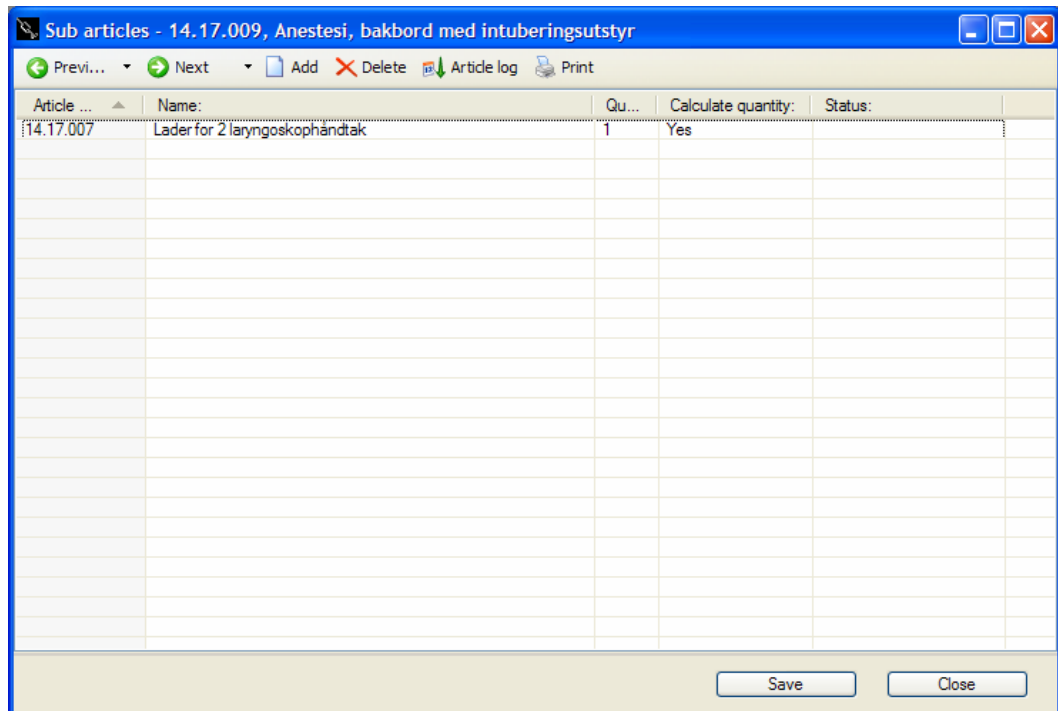 Sub articles - 14.17.009, Anestesi, bakbord med intuberingsutstyr
Previ... Next Add Delete Article log Print
Article ... Name: Qu... Calculate quantity: Status:
14.17.007 Lader for 2 laryngoskophåndtak 1 Yes
Save Close